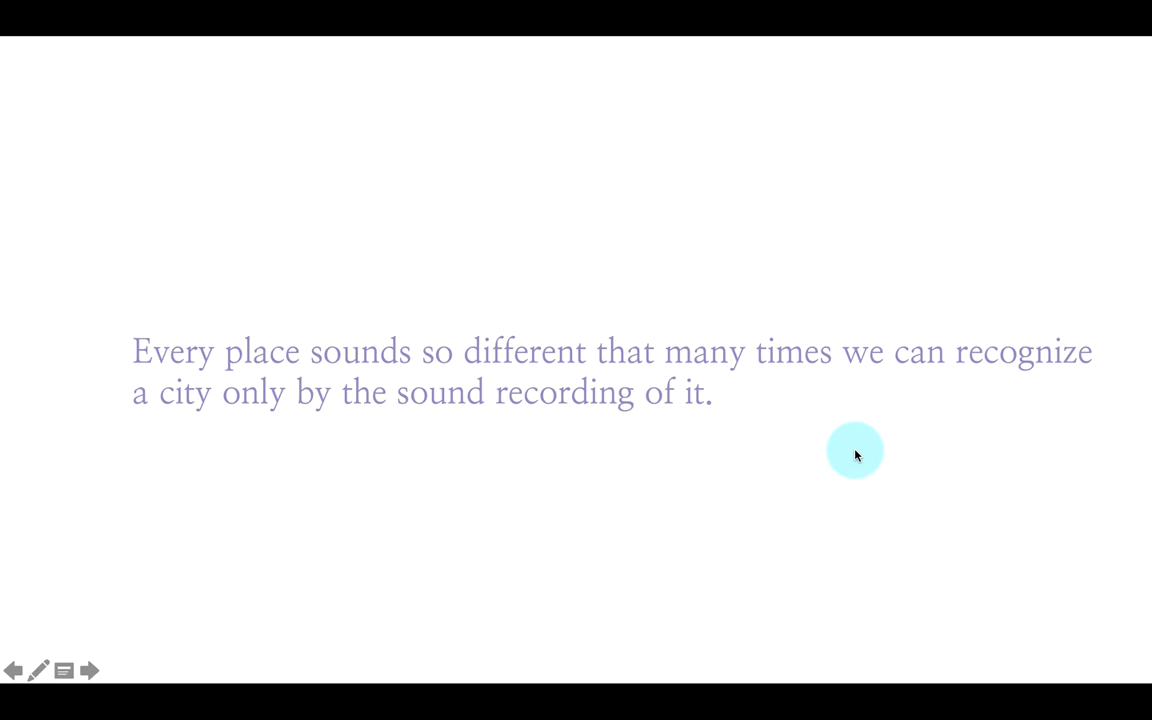 Every place sounds so different that many times we can recognize
a city only by the sound recording of it.